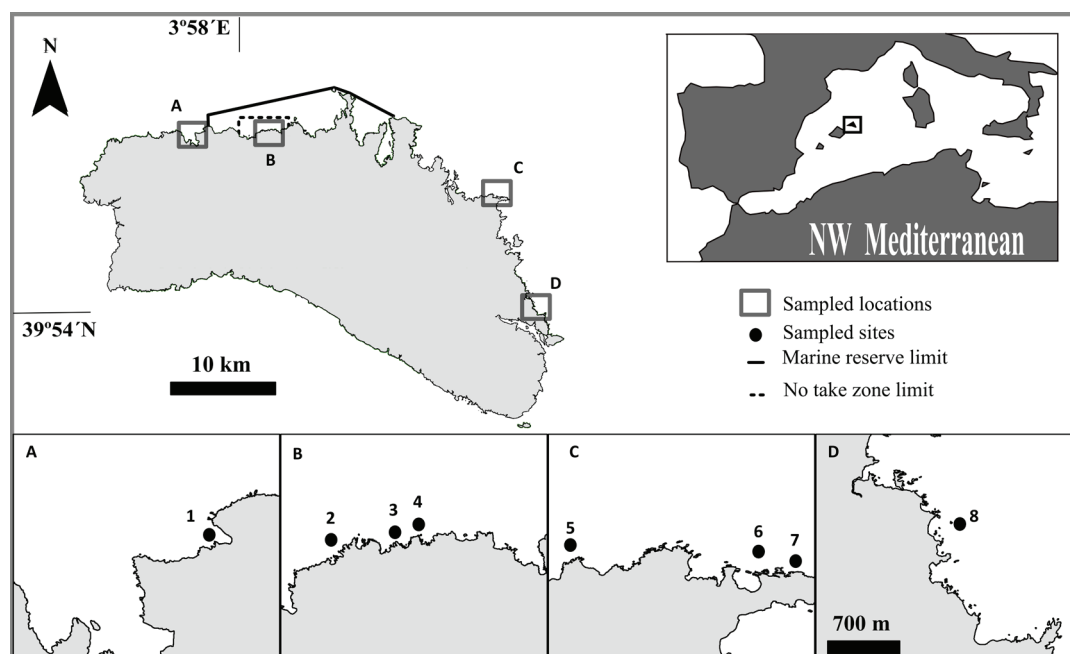 3º58´E
N
A
B
C
D
39º54´N
10 km
NW Mediterranean
Sampled locations
Sampled sites
Marine reserve limit
No take zone limit
A
1
B
2
3
4
C
5
6
7
D
8
700 m